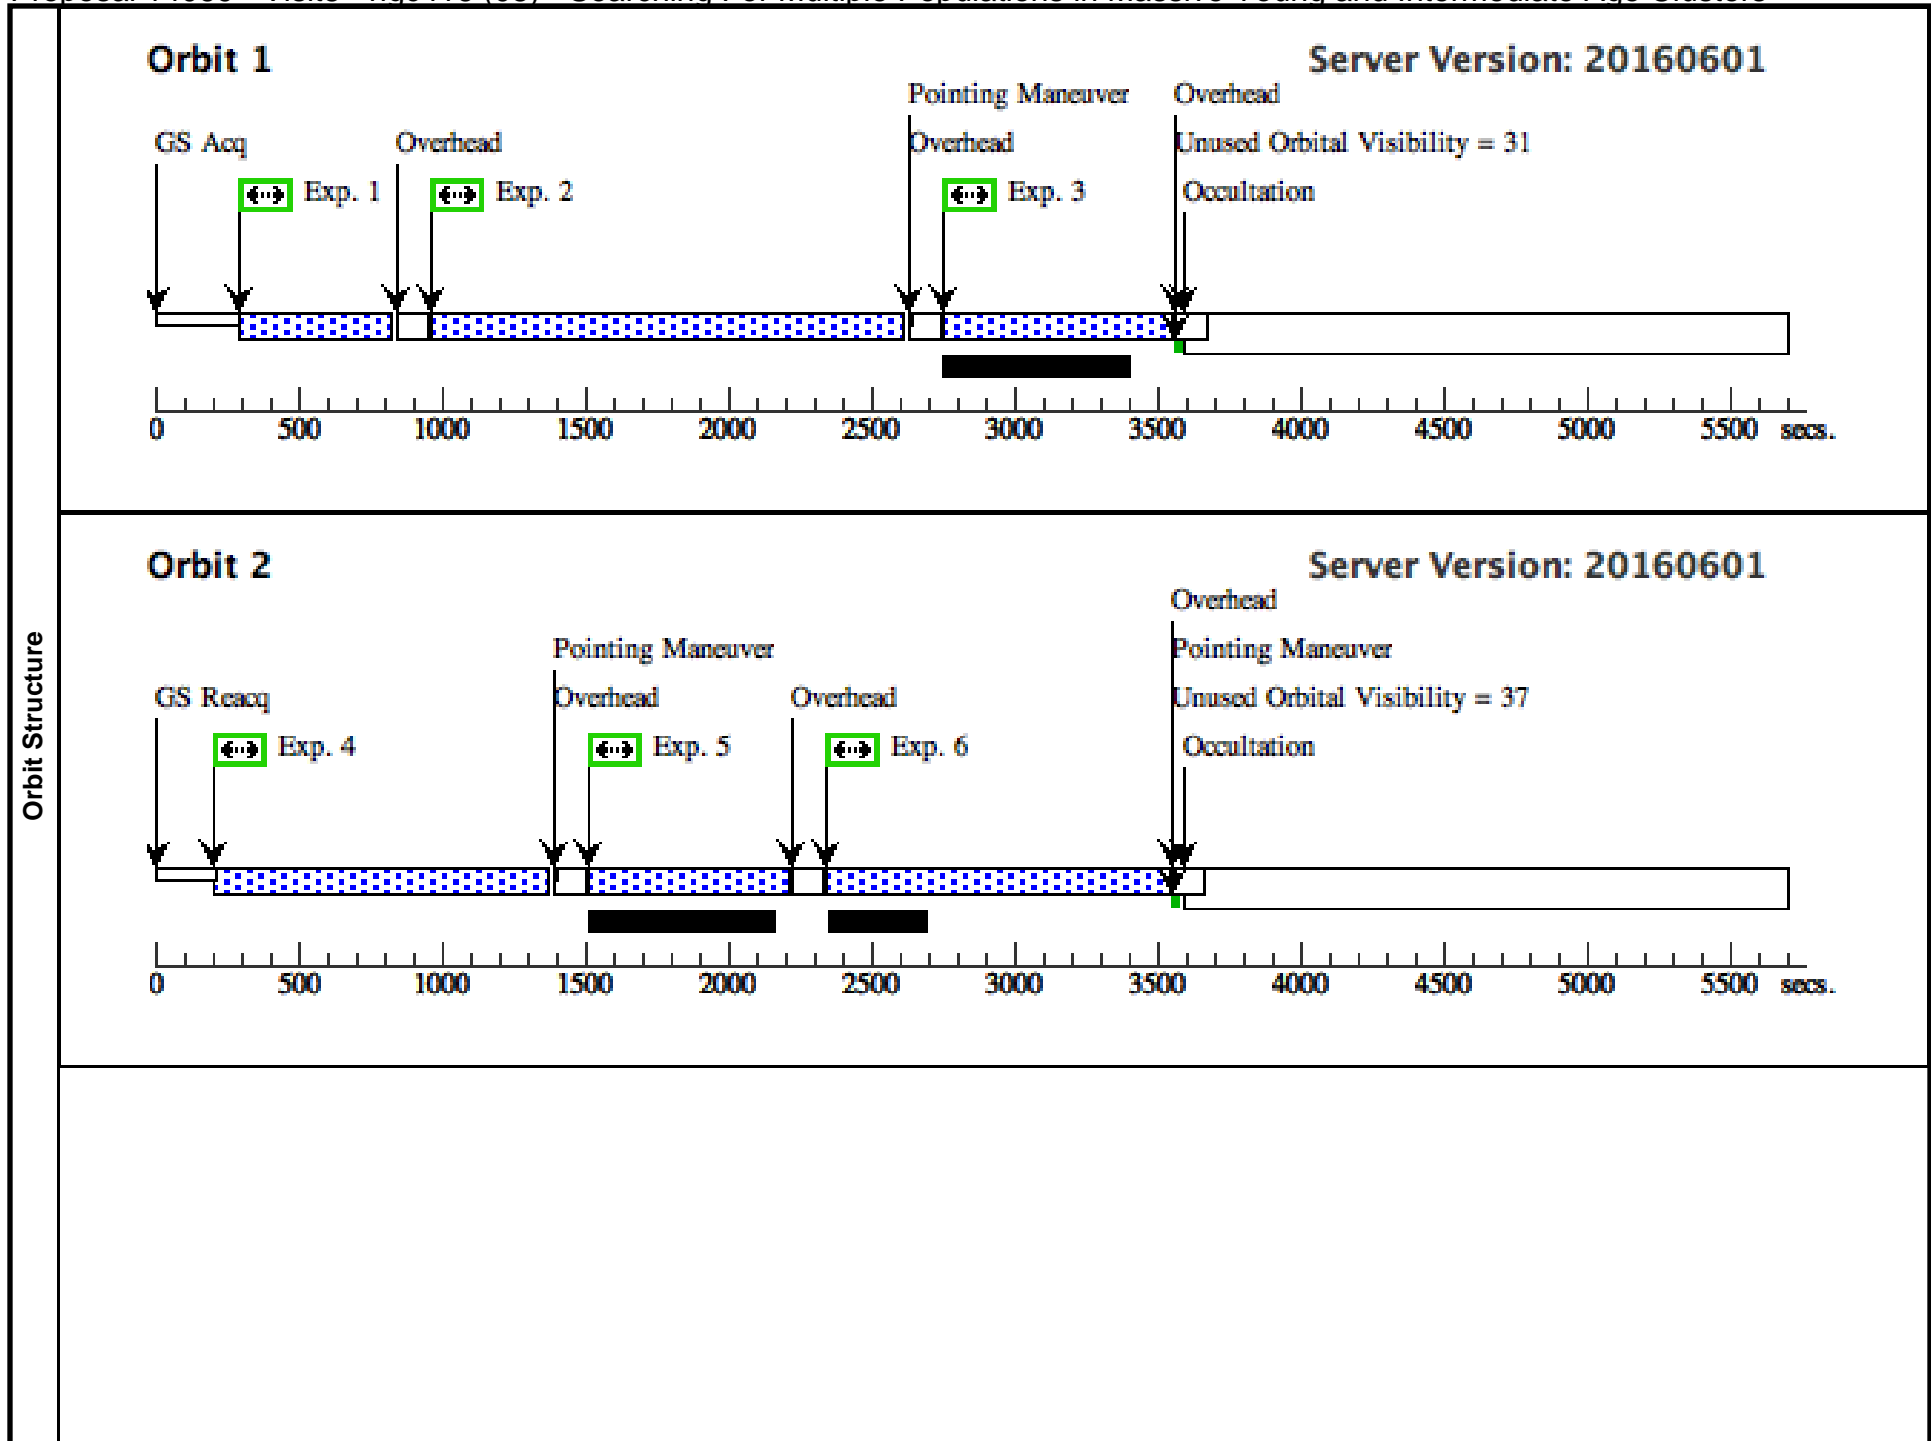 Orbit Structure
Orbit 1
Server Version: 20160601
Pointing Maneuver
Overhead
GS Acq
Overhead
Overhead
Unused Orbital Visibility = 31
Exp. 1
Exp. 2
Exp. 3
Occultation
0 500 1000 1500 2000 2500 3000 3500 4000 4500 5000 5500 secs.
Orbit 2
Server Version: 20160601
Overhead
Pointing Maneuver
Pointing Maneuver
GS Reacq
Overhead
Overhead
Unused Orbital Visibility = 37
Exp. 4
Exp. 5
Exp. 6
Occultation
0 500 1000 1500 2000 2500 3000 3500 4000 4500 5000 5500 secs.